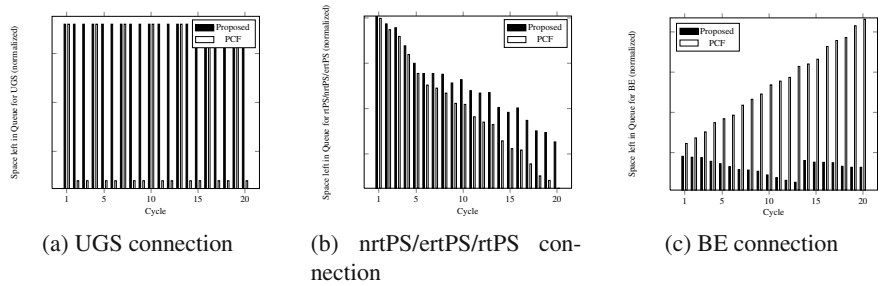 Space left in Queue for UGS (normalized)
Proposed
PCF
1
5
10
15
20
Cycle
(a) UGS connection
Space left in Queue for rtPS/nrtPS/ertPS (normalized)
Proposed
PCF
1
5
10
15
20
Cycle
(b) nrtPS/ertPS/rtPS con-
nection
Space left in Queue for BE (normalized)
Proposed
PCF
1
5
10
15
20
Cycle
(c) BE connection